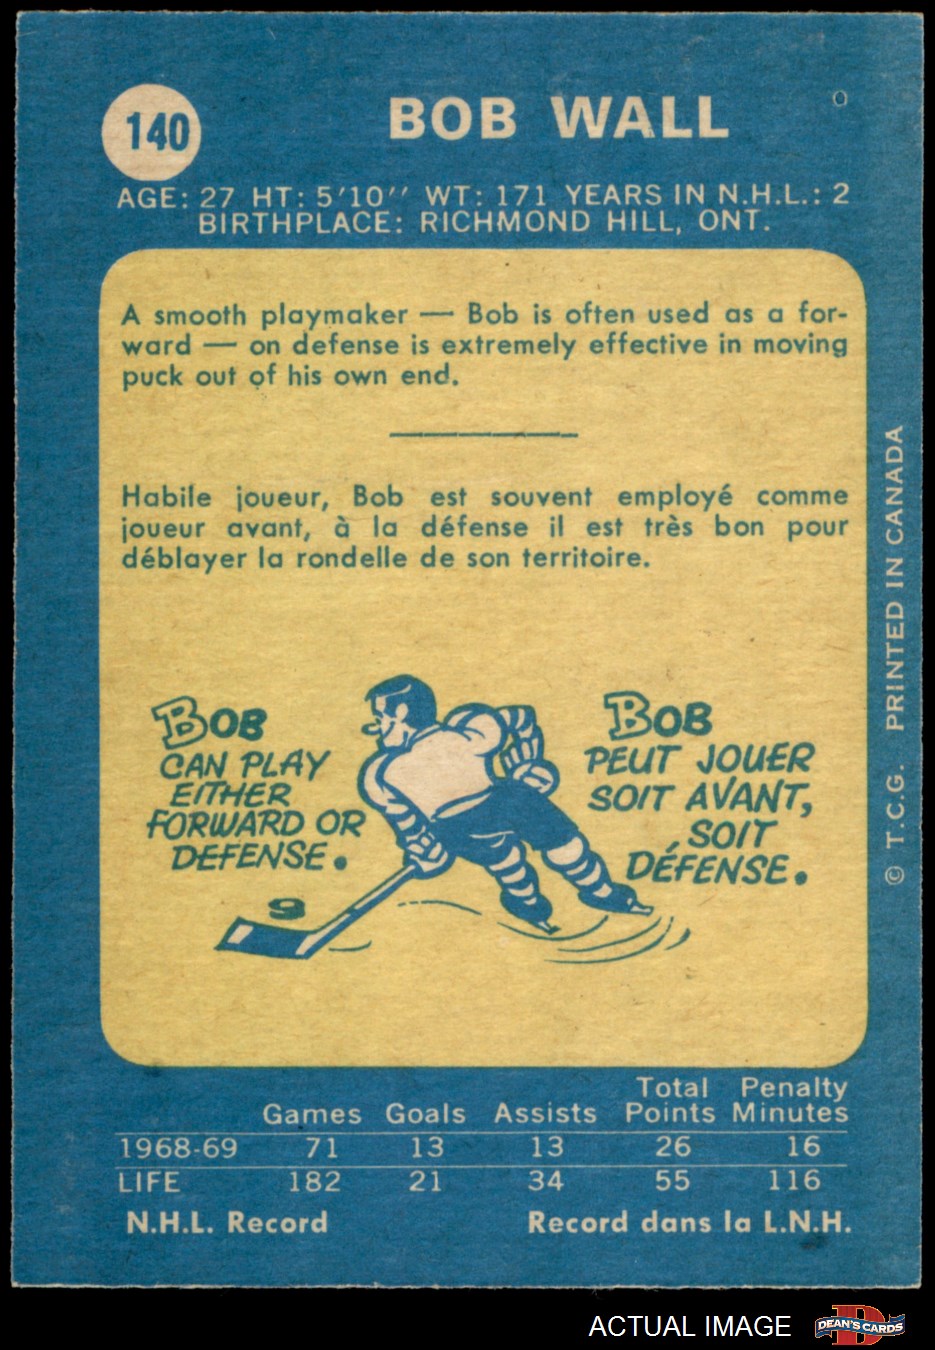 140
BOB WALL
AGE: 27 HT: 5'10'' WT: 171 YEARS IN N.H.L.: 2
BIRTHPLACE: RICHMOND HILL, ONT.
A smooth playmaker — Bob is often used as a for-
ward — on defense is extremely effective in moving
puck out of his own end.
Habile joueur, Bob est souvent employé comme
joueur avant, à la défense il est très bon pour
déblayer la rondelle de son territoire.
BOB
CAN PLAY
EITHER
FORWARD OR
DEFENSE.
BOB
PEUT JOUER
SOIT AVANT,
SOIT
DÉFENSE.
© T.C.G. PRINTED IN CANADA
Games Goals Assists Total Points Penalty Minutes
1968-69 71 13 13 26 16
LIFE 182 21 34 55 116
N.H.L. Record Record dans la L.N.H.
ACTUAL IMAGE
D
DEAN'S CARDS